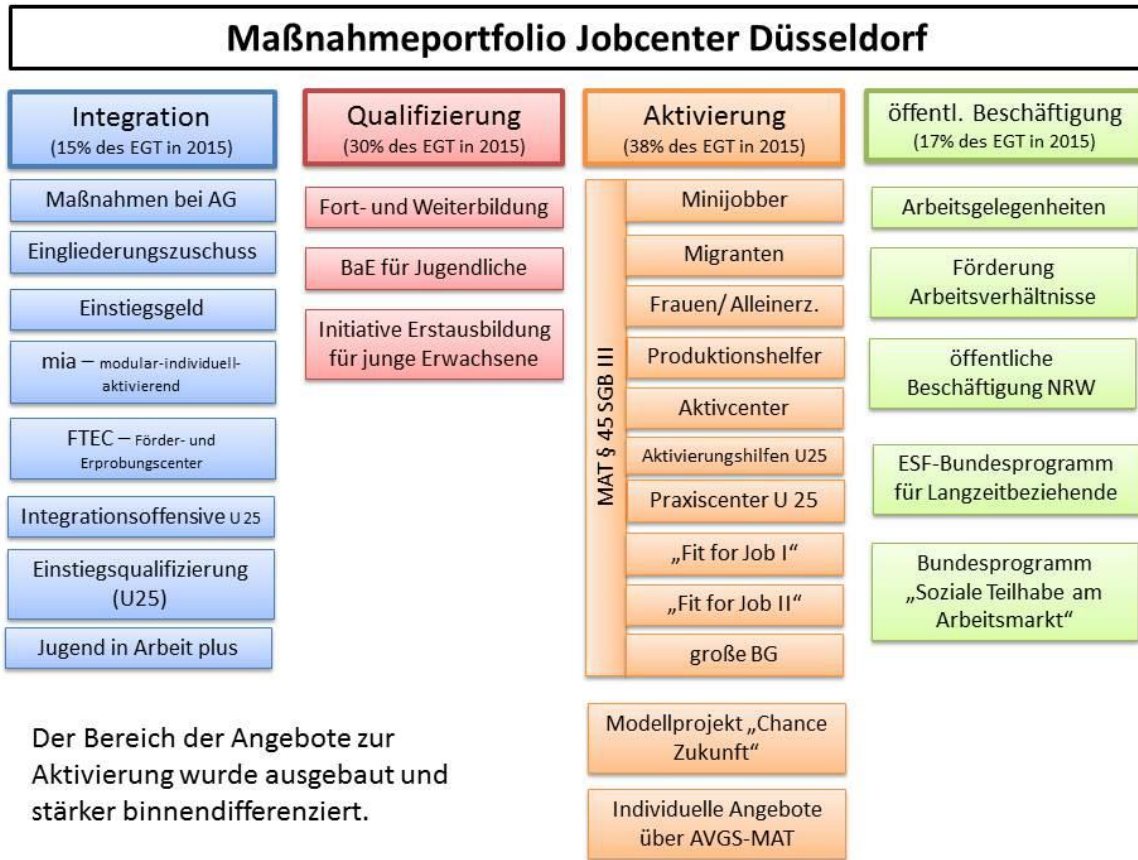 Maßnahmeportfolio Jobcenter Düsseldorf
Integration
(15% des EGT in 2015)
Maßnahmen bei AG
Eingliederungszuschuss
Einstiegsgeld
mia – modular-individuell-
aktivierend
FTEC – Förder- und
Erprobungscenter
Integrationsoffensive U 25
Einstiegsqualifizierung
(U25)
Jugend in Arbeit plus
Qualifizierung
(30% des EGT in 2015)
Fort- und Weiterbildung
BaE für Jugendliche
Initiative Erstausbildung
für junge Erwachsene
Aktivierung
(38% des EGT in 2015)
MAT § 45 SGB III
Minijobber
Migranten
Frauen/ Alleinerz.
Produktionshelfer
Aktivcenter
Aktivierungshilfen U25
Praxiscenter U 25
„Fit for Job I“
„Fit for Job II“
große BG
Modellprojekt „Chance
Zukunft“
Individuelle Angebote
über AVGS-MAT
öffentl. Beschäftigung
(17% des EGT in 2015)
Arbeitsgelegenheiten
Förderung
Arbeitsverhältnisse
öffentliche
Beschäftigung NRW
ESF-Bundesprogramm
für Langzeitbeziehende
Bundesprogramm
„Soziale Teilhabe am
Arbeitsmarkt“
Der Bereich der Angebote zur
Aktivierung wurde ausgebaut und
stärker binnendifferenziert.